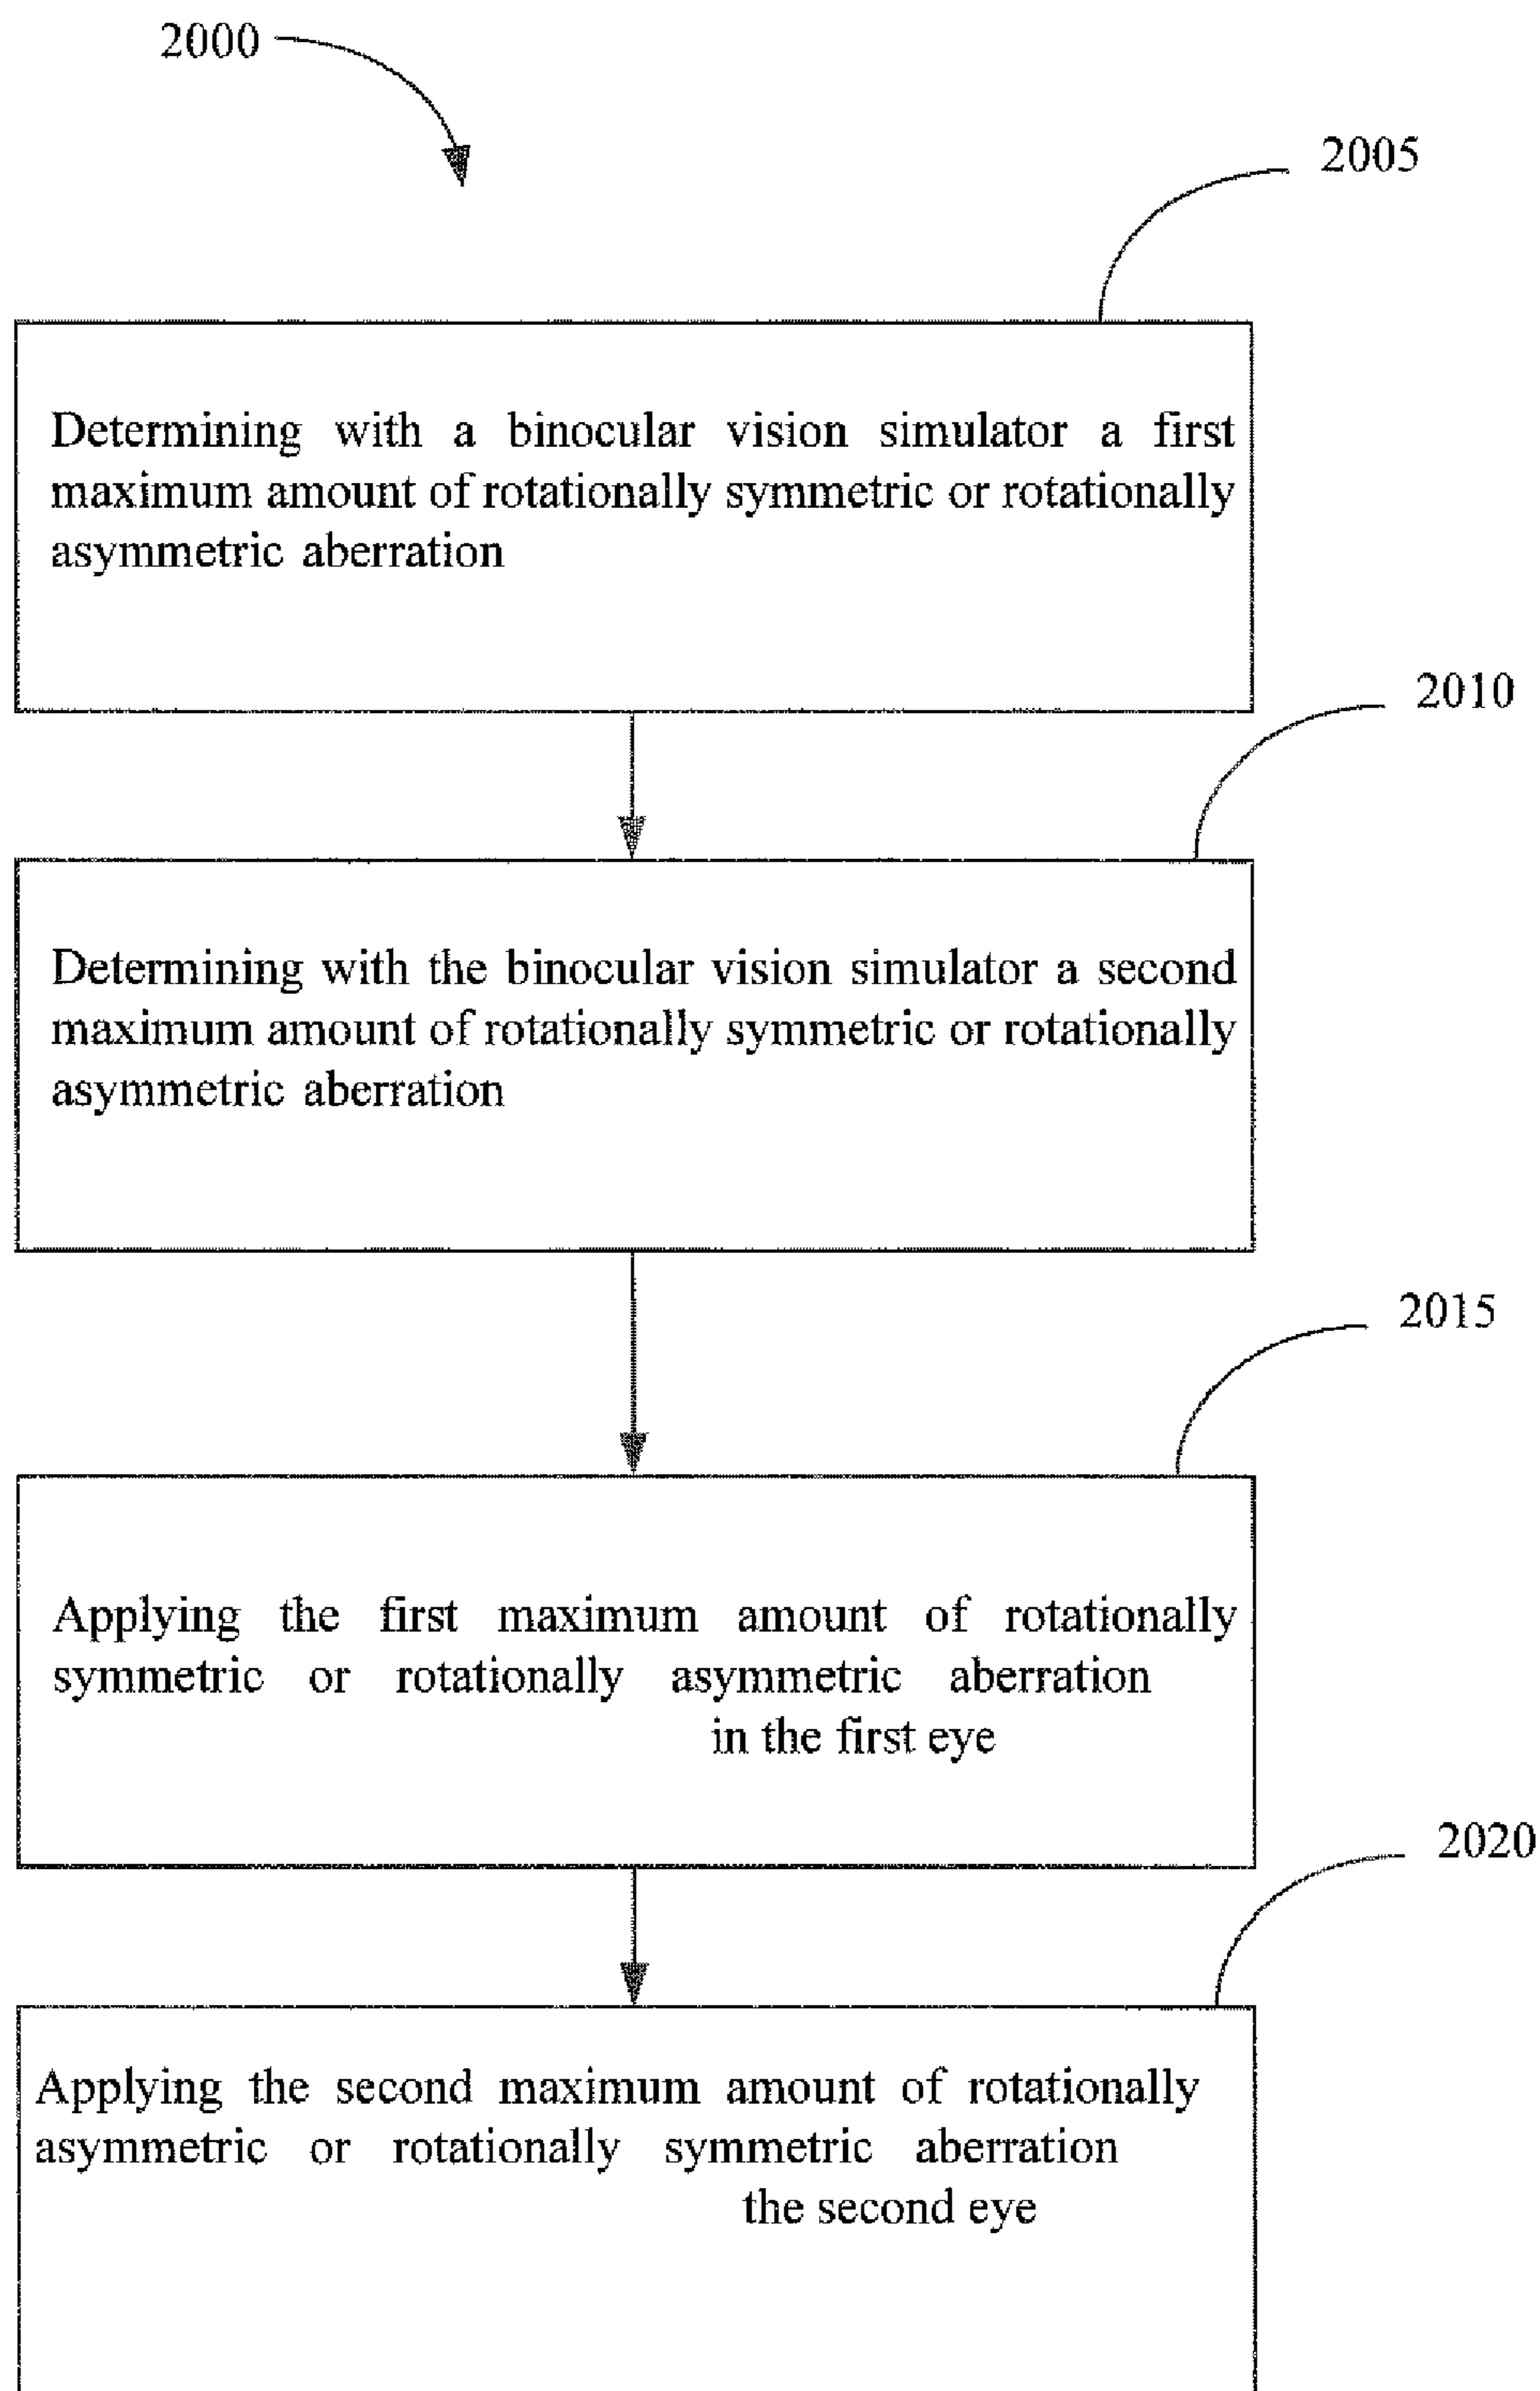 2000
2005
Determining with a binocular vision simulator a first
maximum amount of rotationally symmetric or rotationally
asymmetric aberration
2010
Determining with the binocular vision simulator a second
maximum amount of rotationally symmetric or rotationally
asymmetric aberration
2015
Applying the first maximum amount of rotationally
symmetric or rotationally asymmetric aberration
in the first eye
2020
Applying the second maximum amount of rotationally
asymmetric or rotationally symmetric aberration
the second eye